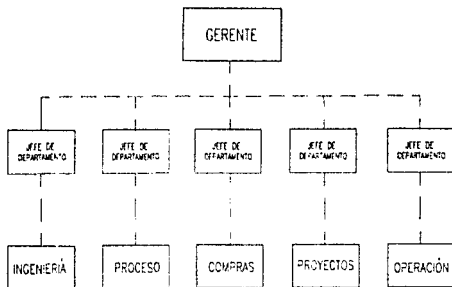 GERENTE
JEFE DE
DEPARTAMENTO
JEFE DE
DEPARTAMENTO
JEFE DE
DEPARTAMENTO
JEFE DE
DEPARTAMENTO
JEFE DE
DEPARTAMENTO
INGENIERÍA
PROCESO
COMPRAS
PROYECTOS
OPERACIÓN